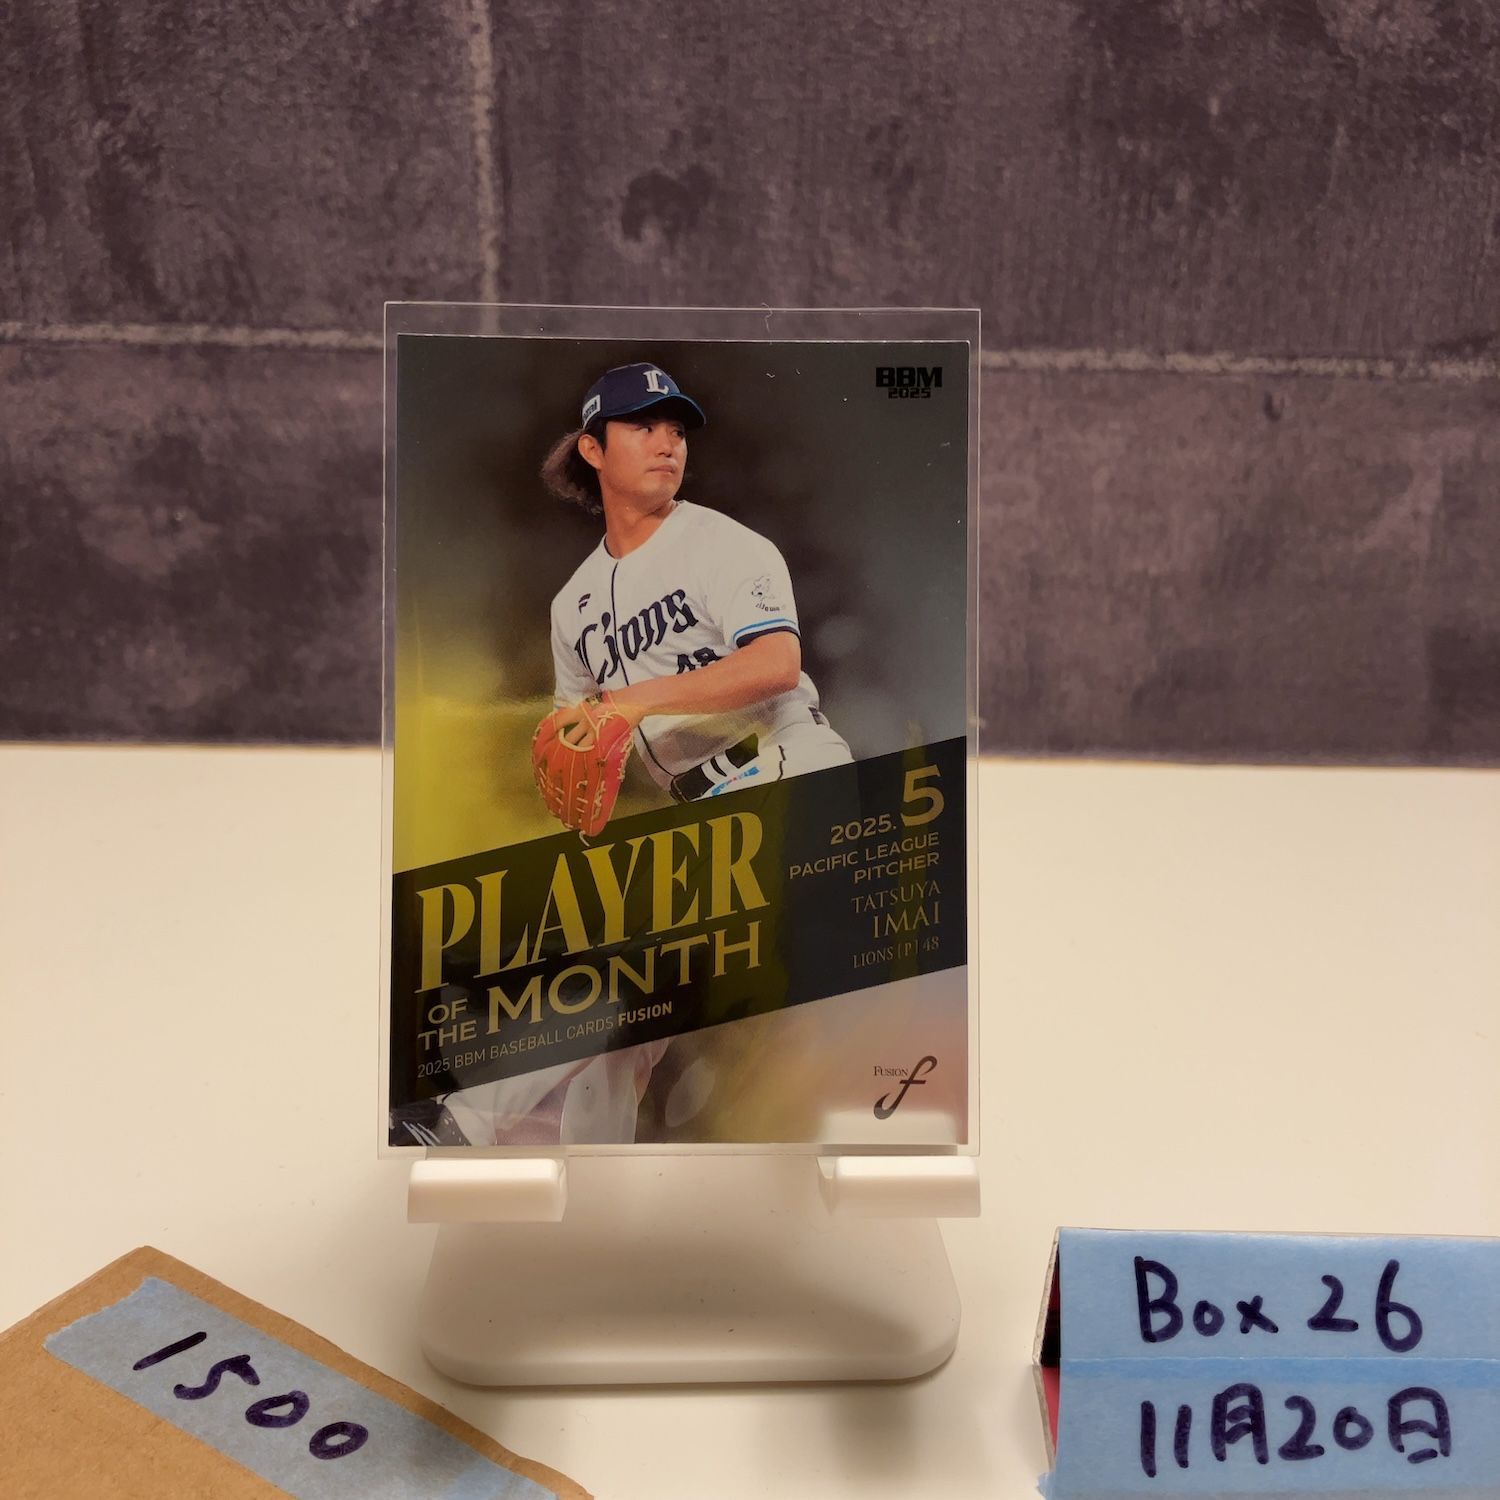 BBM
2025
L
Lions
48
2025.5
PACIFIC LEAGUE
PITCHER
TATSUYA
IMAI
LIONS [P] 48
PLAYER
OF THE MONTH
2025 BBM BASEBALL CARDS FUSION
FUSION
f
1500
Box 26
11月20日